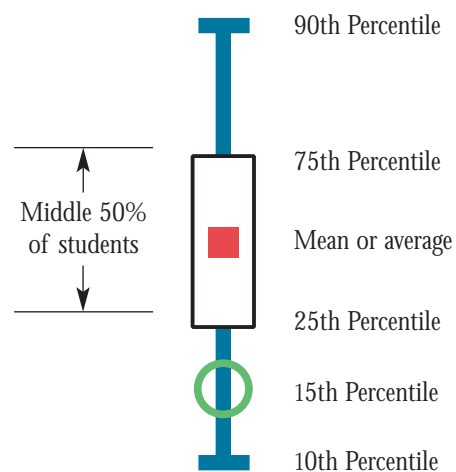 90th Percentile
75th Percentile
Middle 50%
of students
Mean or average
25th Percentile
15th Percentile
10th Percentile